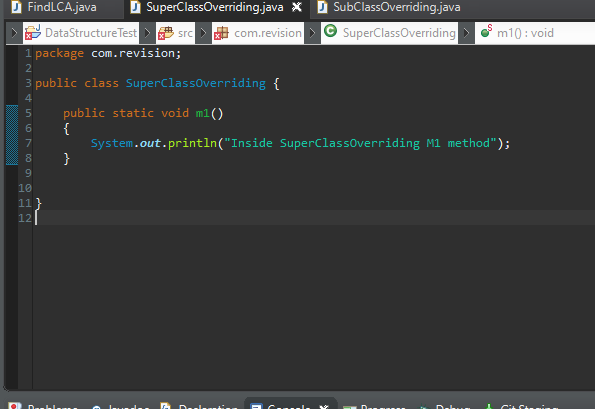 FindLCA.java SuperClassOverriding.java SubClassOverriding.java
DataStructureTest src com.revision SuperClassOverriding m1() : void
1 package com.revision;
2
3 public class SuperClassOverriding {
4
5 public static void m1()
6 {
7 System.out.println("Inside SuperClassOverriding M1 method");
8 }
9
10
11 }
12
Problems Javadoc Declaration Console Progress Debug Git Staging